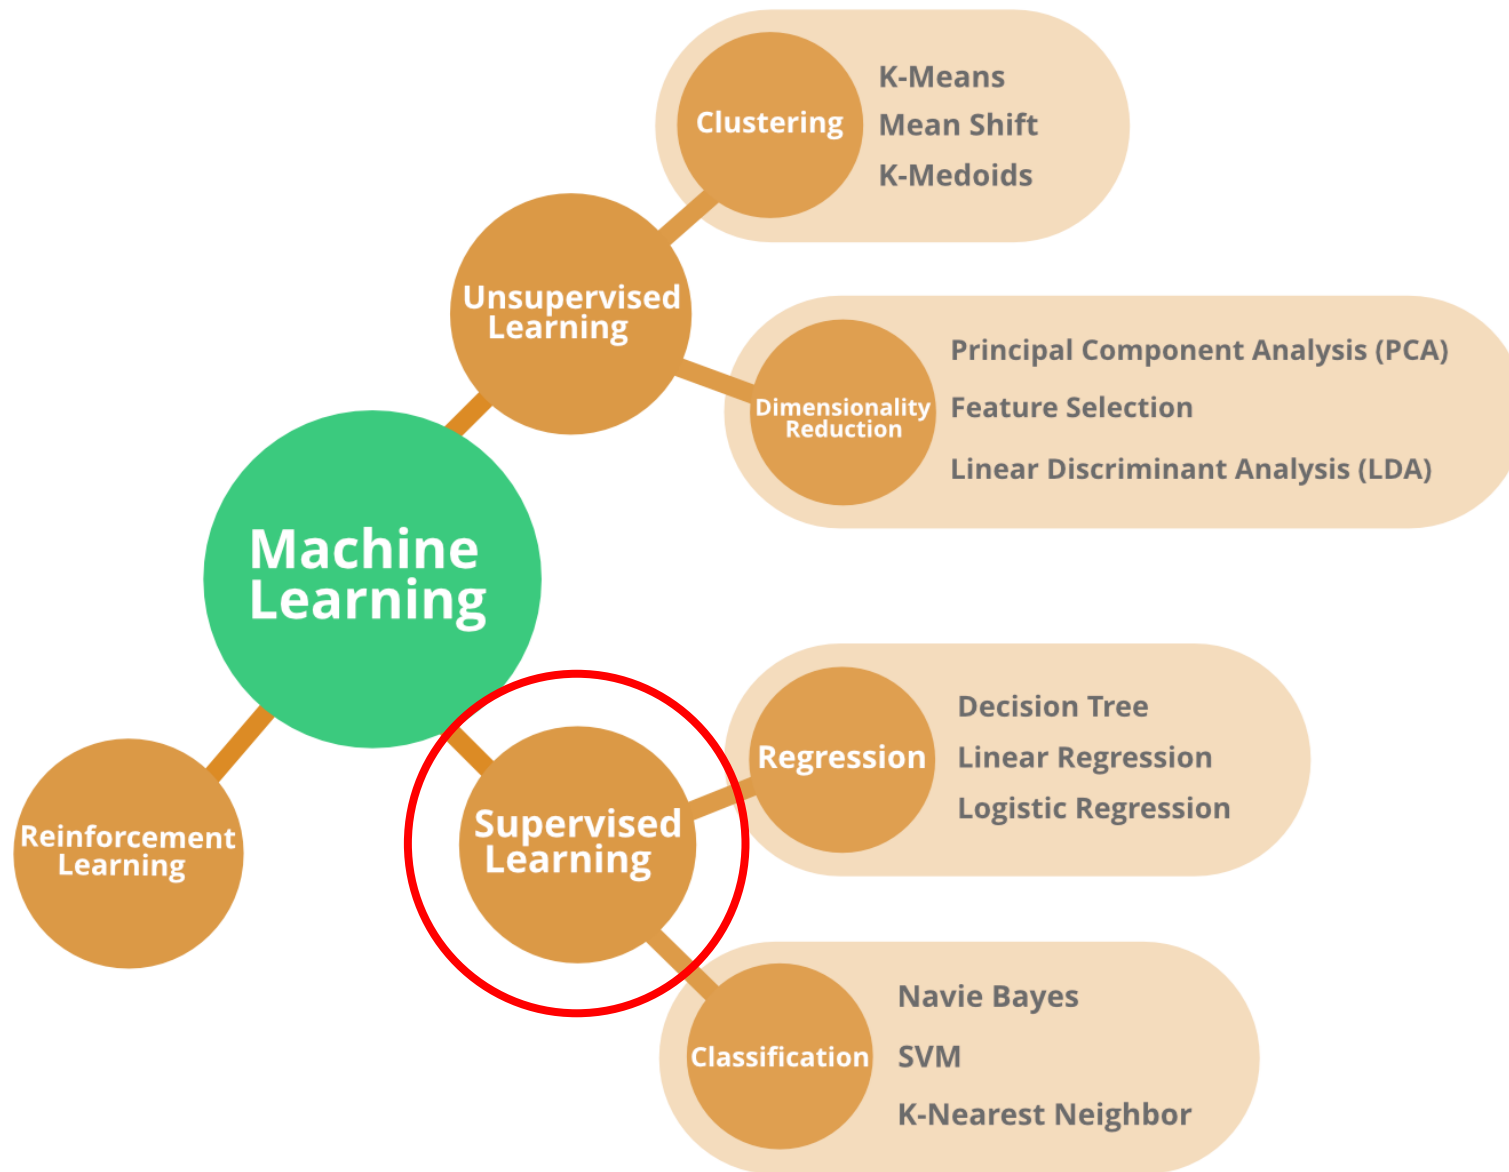 Clustering
K-Means
Mean Shift
K-Medoids
Unsupervised
Learning
Dimensionality
Reduction
Principal Component Analysis (PCA)
Feature Selection
Linear Discriminant Analysis (LDA)
Machine
Learning
Reinforcement
Learning
Supervised
Learning
Regression
Decision Tree
Linear Regression
Logistic Regression
Classification
Navie Bayes
SVM
K-Nearest Neighbor